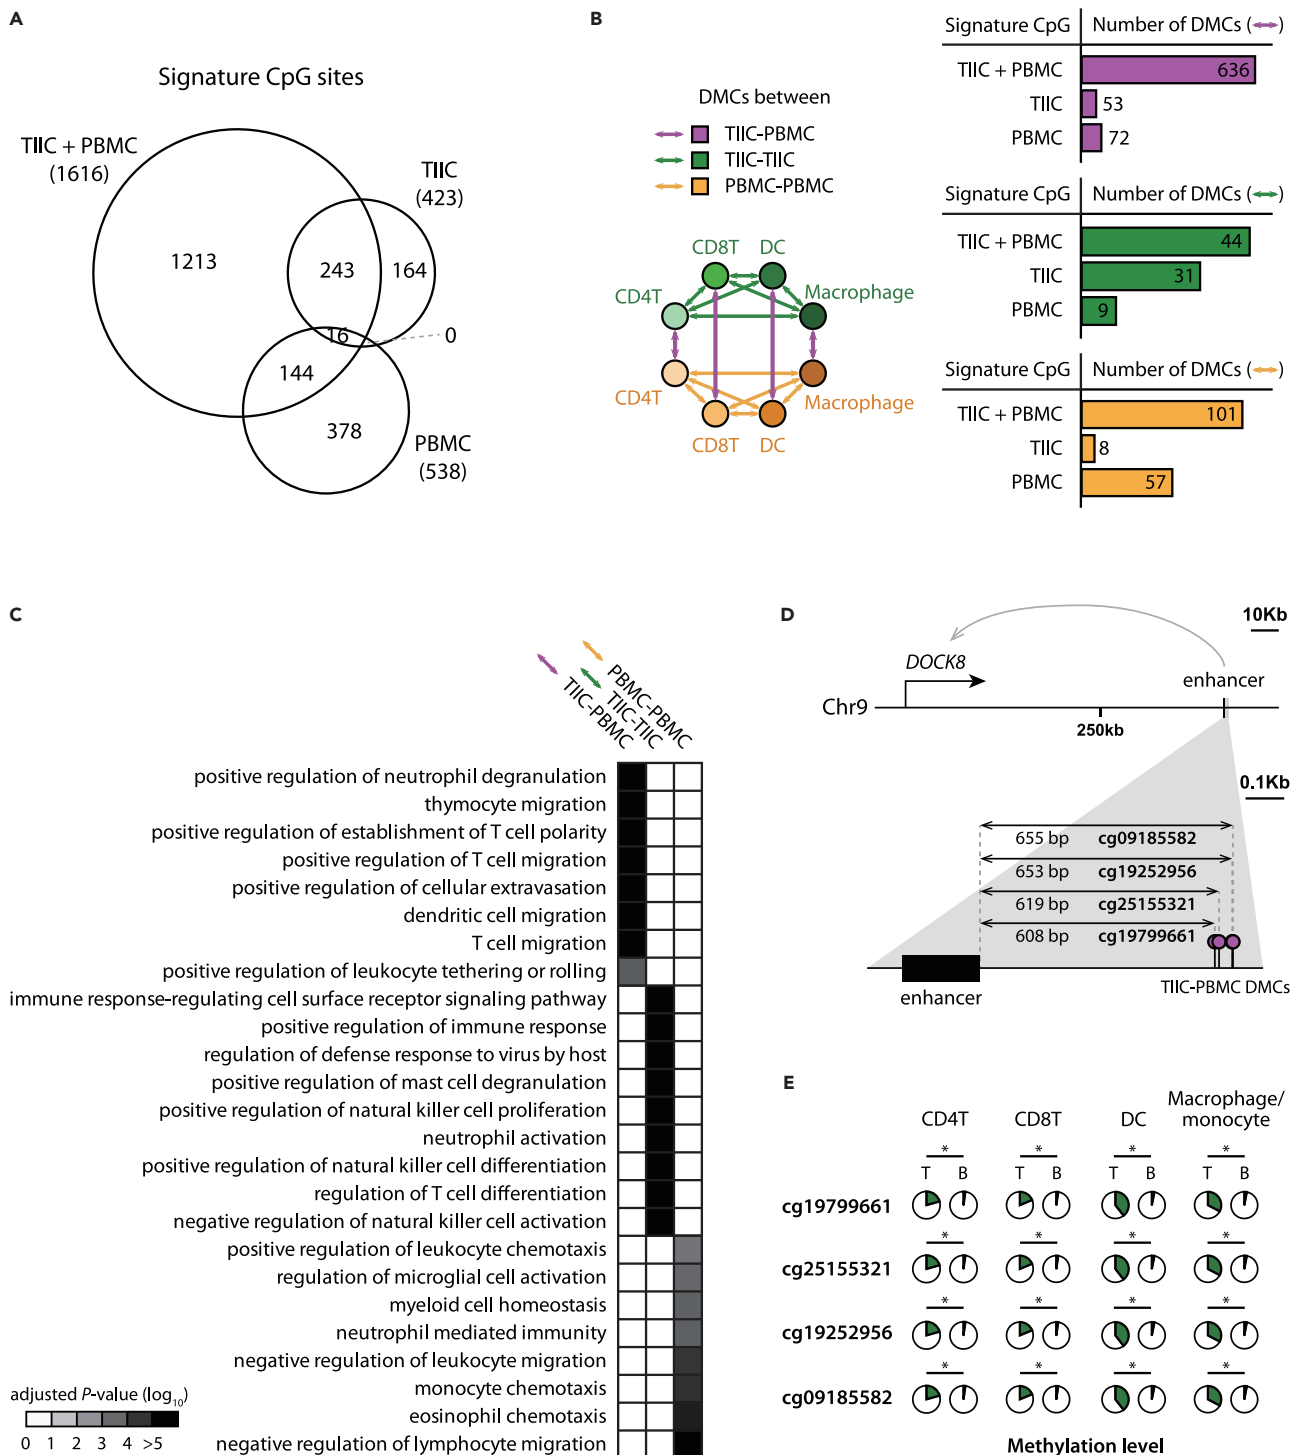 A
Signature CpG sites
TIIC + PBMC
(1616)
TIIC
(423)
1213
243
164
16
0
144
378
PBMC
(538)
B
DMCs between
TIIC-PBMC
TIIC-TIIC
PBMC-PBMC
CD8T
DC
CD4T
Macrophage
CD4T
Macrophage
CD8T
DC
Signature CpG
Number of DMCs (↔)
TIIC + PBMC
636
TIIC
53
PBMC
72
Signature CpG
Number of DMCs (↔)
TIIC + PBMC
44
TIIC
31
PBMC
9
Signature CpG
Number of DMCs (↔)
TIIC + PBMC
101
TIIC
8
PBMC
57
C
TIIC-PBMC
TIIC-TIIC
PBMC-PBMC
positive regulation of neutrophil degranulation
thymocyte migration
positive regulation of establishment of T cell polarity
positive regulation of T cell migration
positive regulation of cellular extravasation
dendritic cell migration
T cell migration
positive regulation of leukocyte tethering or rolling
immune response-regulating cell surface receptor signaling pathway
positive regulation of immune response
regulation of defense response to virus by host
positive regulation of mast cell degranulation
positive regulation of natural killer cell proliferation
neutrophil activation
positive regulation of natural killer cell differentiation
regulation of T cell differentiation
negative regulation of natural killer cell activation
positive regulation of leukocyte chemotaxis
regulation of microglial cell activation
myeloid cell homeostasis
neutrophil mediated immunity
negative regulation of leukocyte migration
monocyte chemotaxis
eosinophil chemotaxis
negative regulation of lymphocyte migration
adjusted P-value (log10)
0 1 2 3 4 >5
D
10Kb
DOCK8
enhancer
Chr9
250kb
0.1Kb
655 bp cg09185582
653 bp cg19252956
619 bp cg25155321
608 bp cg19799661
enhancer
TIIC-PBMC DMCs
E
CD4T
CD8T
DC
Macrophage/
monocyte
* * * *
T B T B T B T B
cg19799661
* * * *
cg25155321
* * * *
cg19252956
* * * *
cg09185582
Methylation level